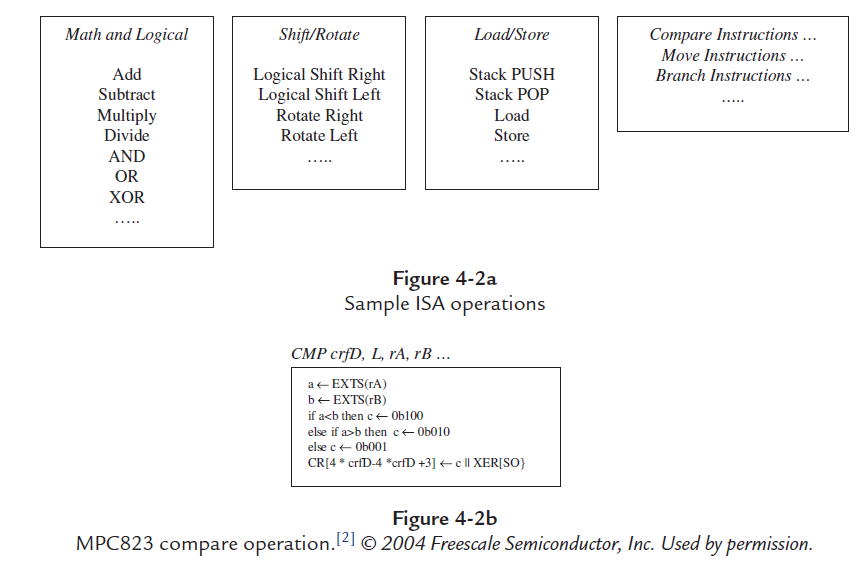 Math and Logical
Add
Subtract
Multiply
Divide
AND
OR
XOR
.....
Shift/Rotate
Logical Shift Right
Logical Shift Left
Rotate Right
Rotate Left
.....
Load/Store
Stack PUSH
Stack POP
Load
Store
.....
Compare Instructions …
Move Instructions …
Branch Instructions …
.....
Figure 4-2a
Sample ISA operations
CMP crfD, L, rA, rB …
a ← EXTS(rA)
b ← EXTS(rB)
if a<b then c ← 0b100
else if a>b then c ← 0b010
else c ← 0b001
CR[4 * crfD-4 *crfD +3] ← c || XER[SO}
Figure 4-2b
MPC823 compare operation.[2] © 2004 Freescale Semiconductor, Inc. Used by permission.